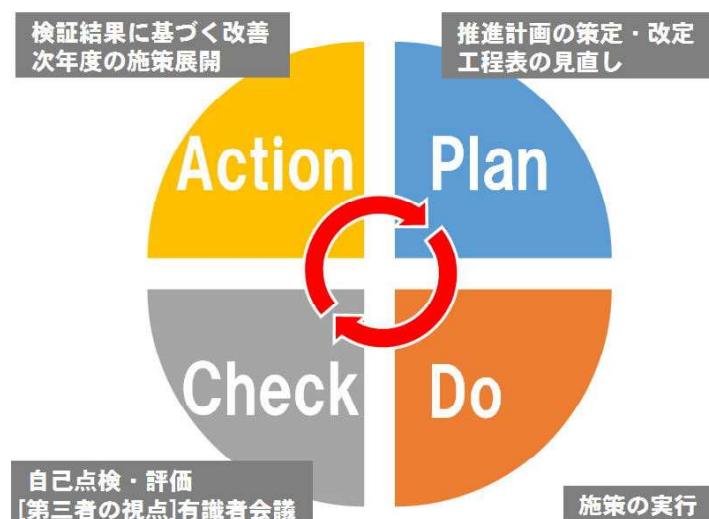 検証結果に基づく改善
次年度の施策展開
推進計画の策定・改定
工程表の見直し
Action
Plan
Check
Do
自己点検・評価
[第三者の視点]有識者会議
施策の実行